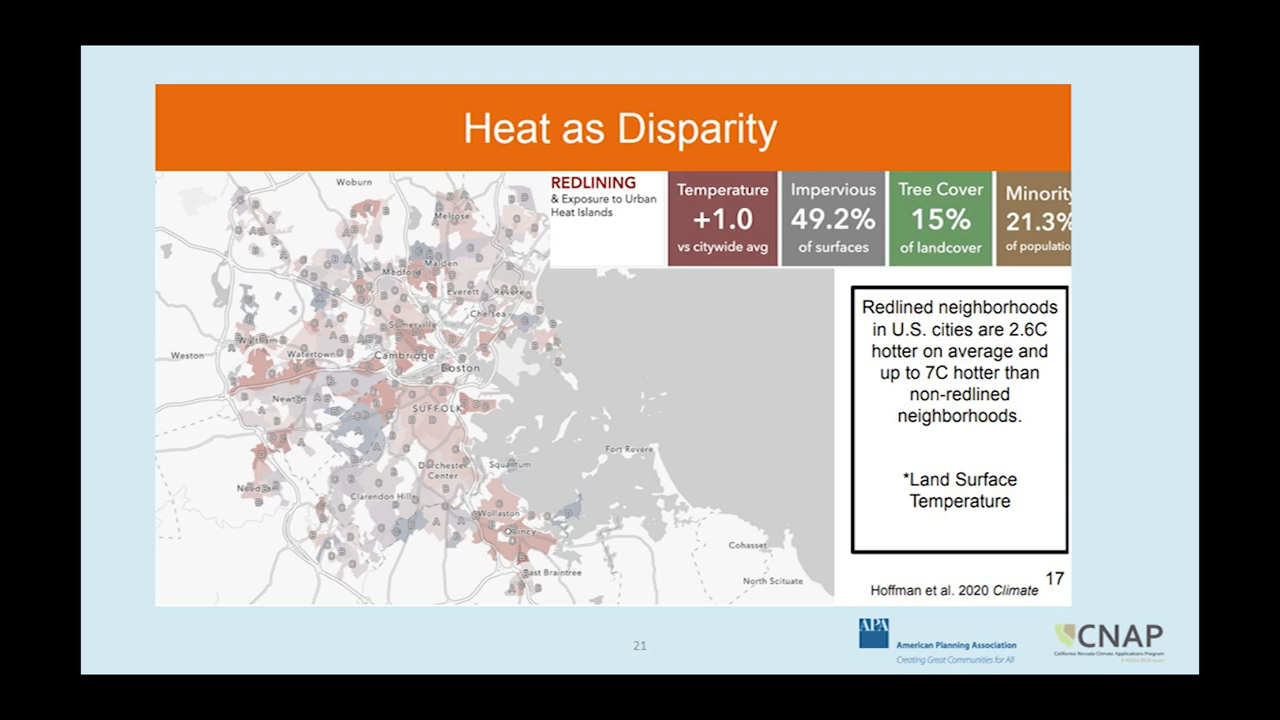 Heat as Disparity
REDLINING
& Exposure to Urban
Heat Islands
Temperature
+1.0
vs citywide avg
Impervious
49.2%
of surfaces
Tree Cover
15%
of landcover
Minority
21.3%
of populatio
Woburn
Melrose
Malden
Medford
Everett
Revere
Chelsea
Somerville
Waltham
Weston
Watertown
Cambridge
Boston
Newton
SUFFOLK
Fort Revere
Dorchester
Center
Squantum
Needham
Clarendon Hills
Wollaston
Quincy
Cohasset
East Braintree
North Scituate
Redlined neighborhoods
in U.S. cities are 2.6C
hotter on average and
up to 7C hotter than
non-redlined
neighborhoods.
*Land Surface
Temperature
17
Hoffman et al. 2020 Climate
21
APA
American Planning Association
Creating Great Communities for All
CNAP
California Nevada Climate Applications Program